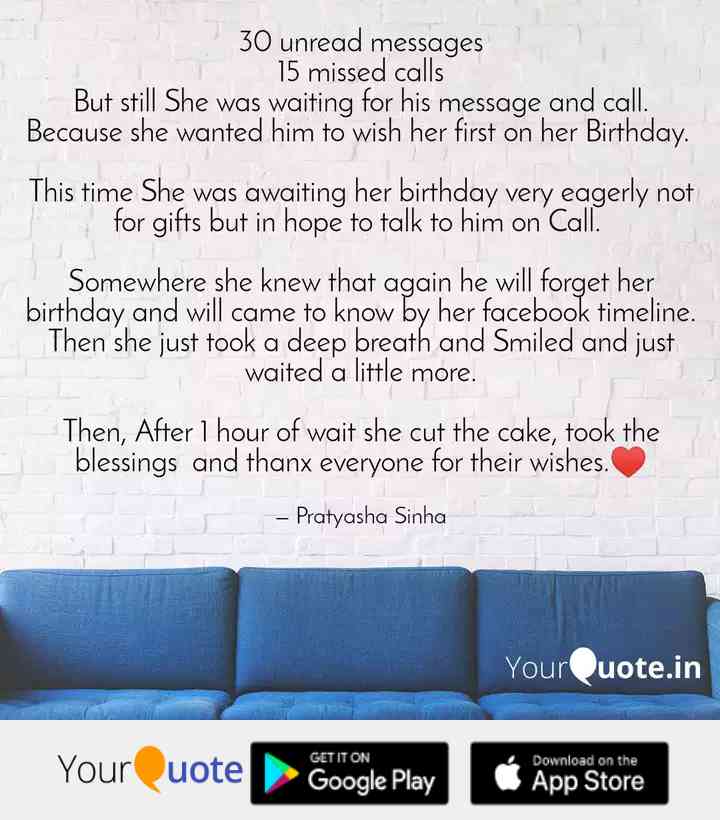 30 unread messages
15 missed calls
But still She was waiting for his message and call.
Because she wanted him to wish her first on her Birthday.
This time She was awaiting her birthday very eagerly not
for gifts but in hope to talk to him on Call.
Somewhere she knew that again he will forget her
birthday and will came to know by her facebook timeline.
Then she just took a deep breath and Smiled and just
waited a little more.
Then, After 1 hour of wait she cut the cake, took the
blessings and thanx everyone for their wishes.❤️
– Pratyasha Sinha
YourQuote.in
YourQuote
GET IT ON
Google Play
Download on the
App Store